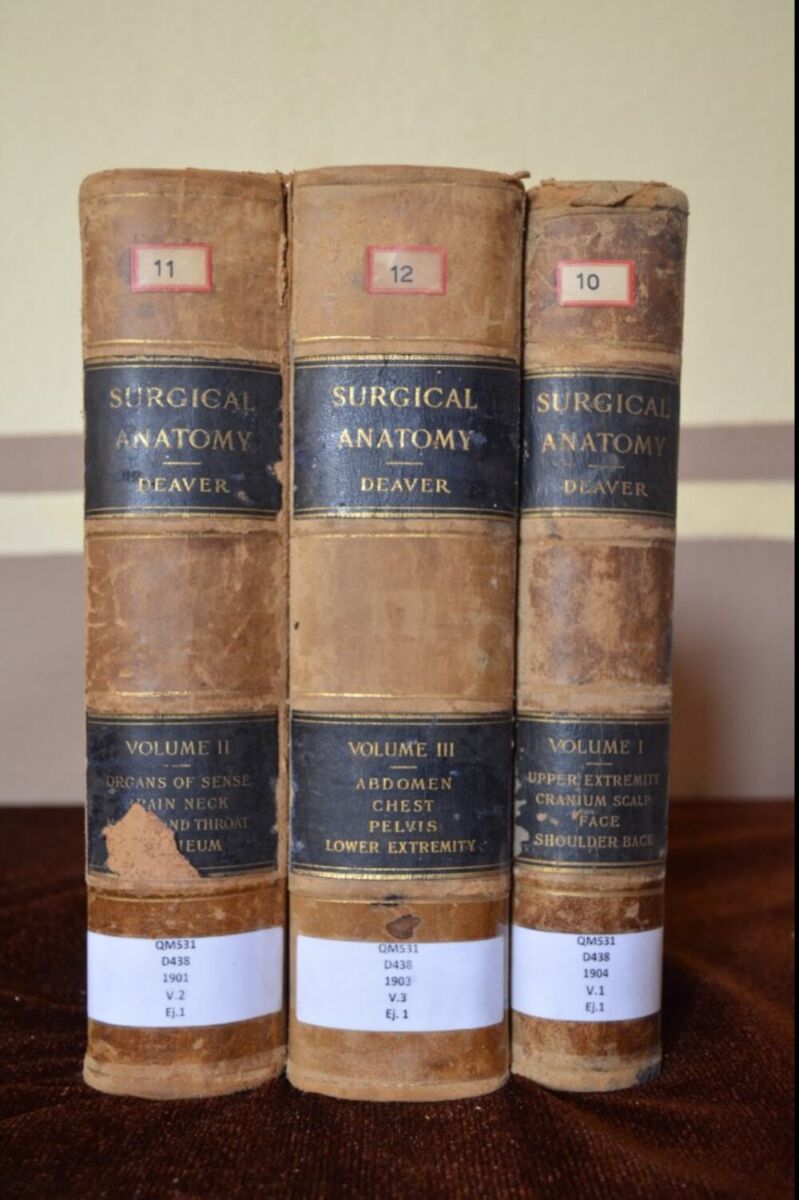 11
SURGICAL
ANATOMY
DEAVER
VOLUME II
ORGANS OF SENSE
NECK
AND THROAT
QM531
D438
1901
V.2
Ej.1
12
SURGICAL
ANATOMY
DEAVER
VOLUME III
ABDOMEN
CHEST
PELVIS
LOWER EXTREMITY
QM531
D438
1903
V.3
Ej. 1
10
SURGICAL
ANATOMY
DEAVER
VOLUME I
UPPER EXTREMITY
CRANIUM SCALP
FACE
SHOULDER BACK
QM531
D438
1904
V.1
Ej.1